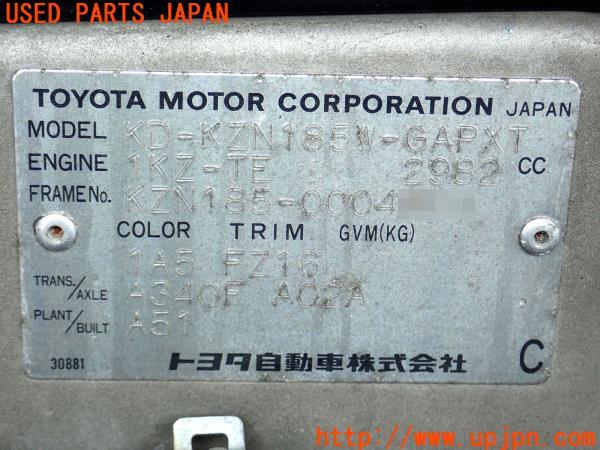 USED PARTS JAPAN
TOYOTA MOTOR CORPORATION JAPAN
MODEL KD-KZN185W-GAPXT
ENGINE 1KZ-TE 2982 CC
FRAME No. KZN185-0004
COLOR TRIM GVM(KG)
1A5 FZ16
TRANS./AXLE A340F A02A
PLANT/BUILT A51
30881 トヨタ自動車株式会社 C
http://www.upjpn.com